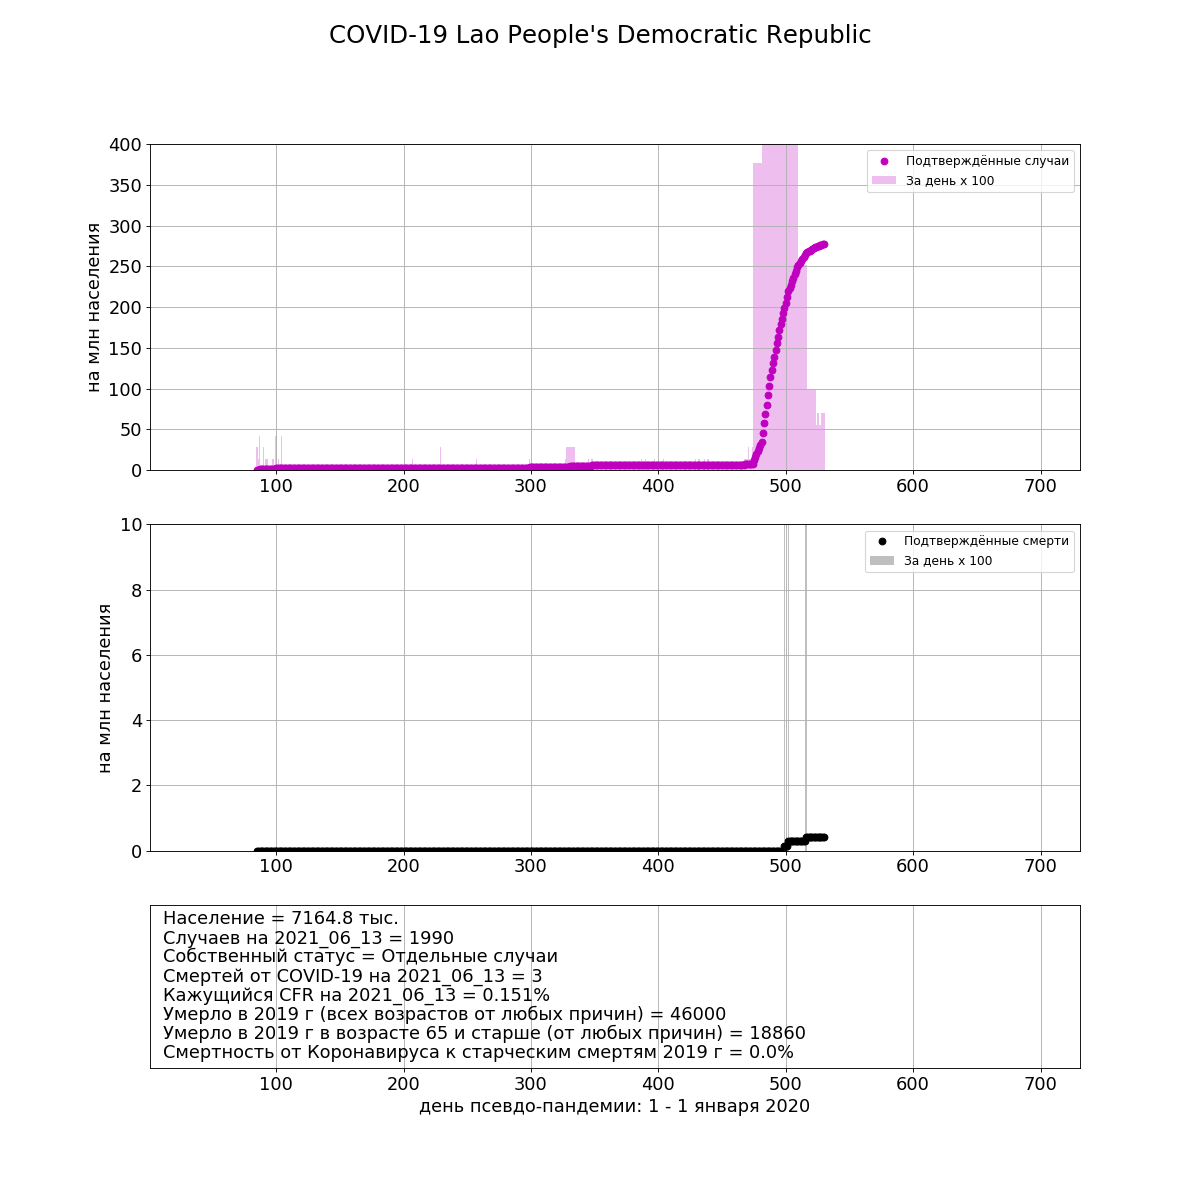 COVID-19 Lao People's Democratic Republic
400
350
300
250
200
150
100
50
0
на млн населения
Подтверждённые случаи
За день x 100
100 200 300 400 500 600 700
10
8
6
4
2
0
на млн населения
Подтверждённые смерти
За день x 100
100 200 300 400 500 600 700
Население = 7164.8 тыс.
Случаев на 2021_06_13 = 1990
Собственный статус = Отдельные случаи
Смертей от COVID-19 на 2021_06_13 = 3
Кажущийся CFR на 2021_06_13 = 0.151%
Умерло в 2019 г (всех возрастов от любых причин) = 46000
Умерло в 2019 г в возрасте 65 и старше (от любых причин) = 18860
Смертность от Коронавируса к старческим смертям 2019 г = 0.0%
100 200 300 400 500 600 700
день псевдо-пандемии: 1 - 1 января 2020